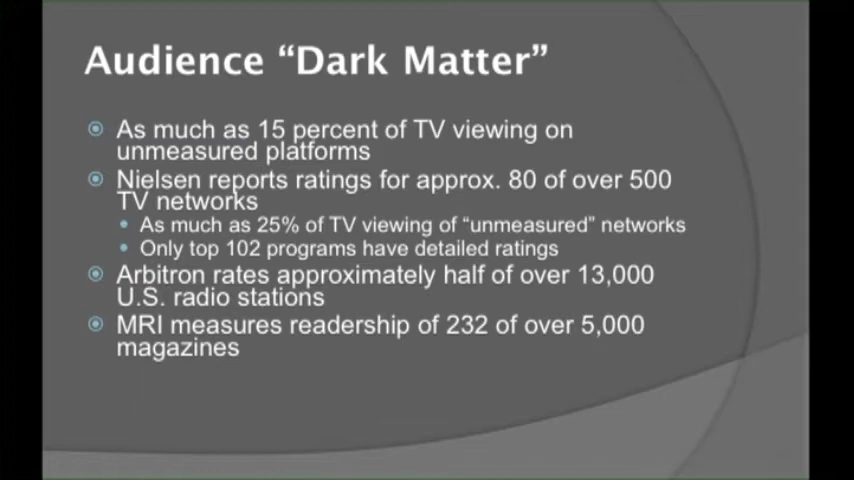 Audience “Dark Matter”
As much as 15 percent of TV viewing on
unmeasured platforms
Nielsen reports ratings for approx. 80 of over 500
TV networks
As much as 25% of TV viewing of “unmeasured” networks
Only top 102 programs have detailed ratings
Arbitron rates approximately half of over 13,000
U.S. radio stations
MRI measures readership of 232 of over 5,000
magazines